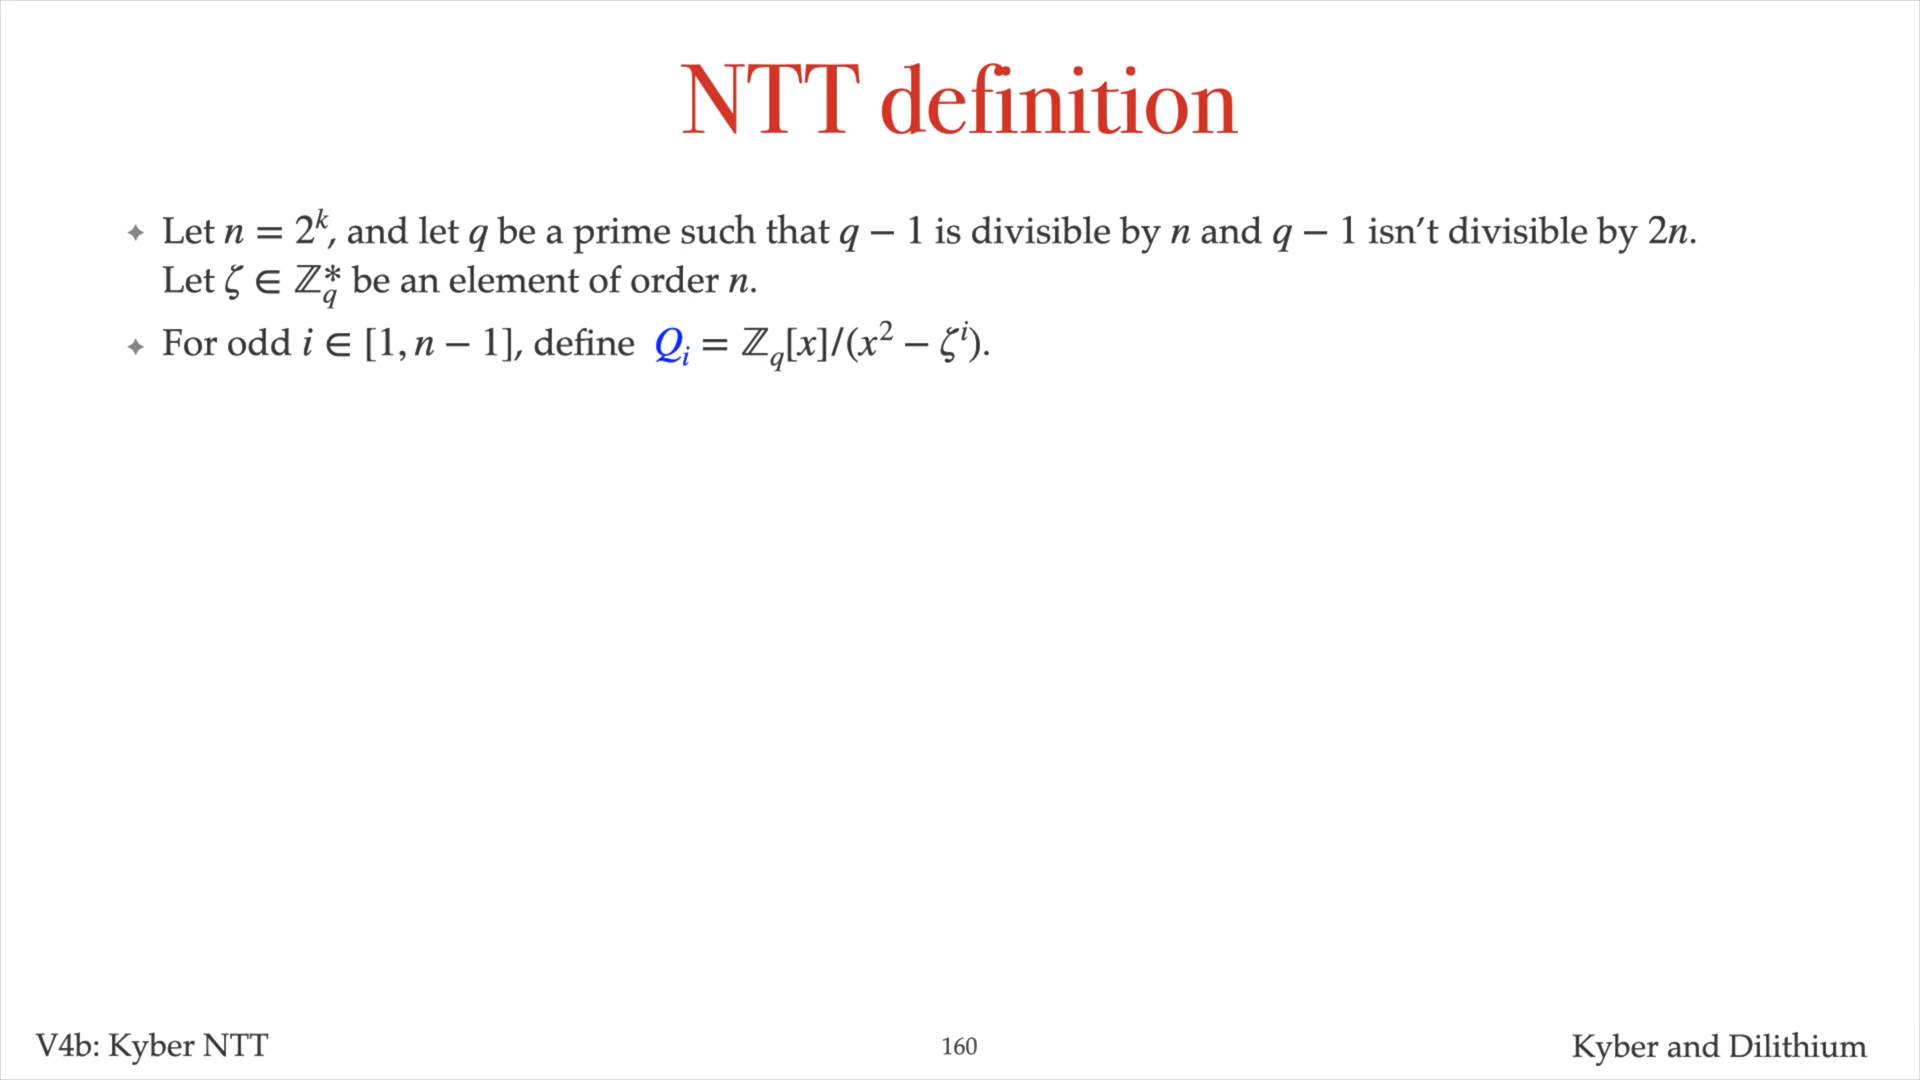 NTT definition
✦ Let n = 2^k, and let q be a prime such that q − 1 is divisible by n and q − 1 isn't divisible by 2n.
Let ζ ∈ ℤ_q^* be an element of order n.
✦ For odd i ∈ [1, n − 1], define Q_i = ℤ_q[x]/(x^2 − ζ^i).
V4b: Kyber NTT
160
Kyber and Dilithium